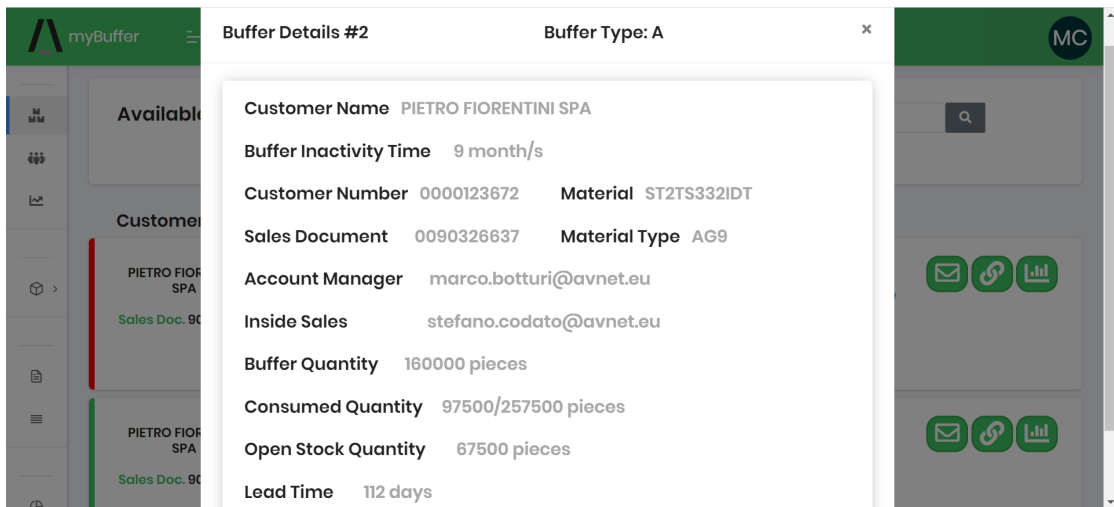 myBuffer
Buffer Details #2 Buffer Type: A ×
MC
Customer Name PIETRO FIORENTINI SPA
Available
Buffer Inactivity Time 9 month/s
Customer Number 0000123672 Material ST2TS332IDT
Customer
Sales Document 0090326637 Material Type AG9
PIETRO FIOR
SPA
Account Manager marco.botturi@avnet.eu
Sales Doc. 90
Inside Sales stefano.codato@avnet.eu
Buffer Quantity 160000 pieces
Consumed Quantity 97500/257500 pieces
PIETRO FIOR
SPA
Open Stock Quantity 67500 pieces
Sales Doc. 90
Lead Time 112 days